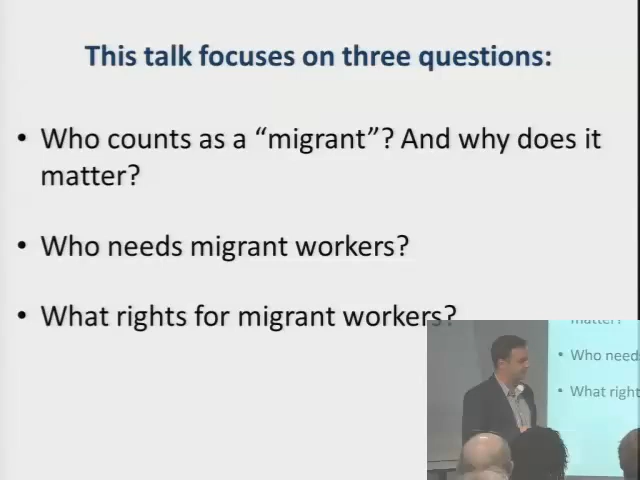 This talk focuses on three questions:
• Who counts as a “migrant”? And why does it
matter?
• Who needs migrant workers?
• What rights for migrant workers?
matter?
• Who need
• What right